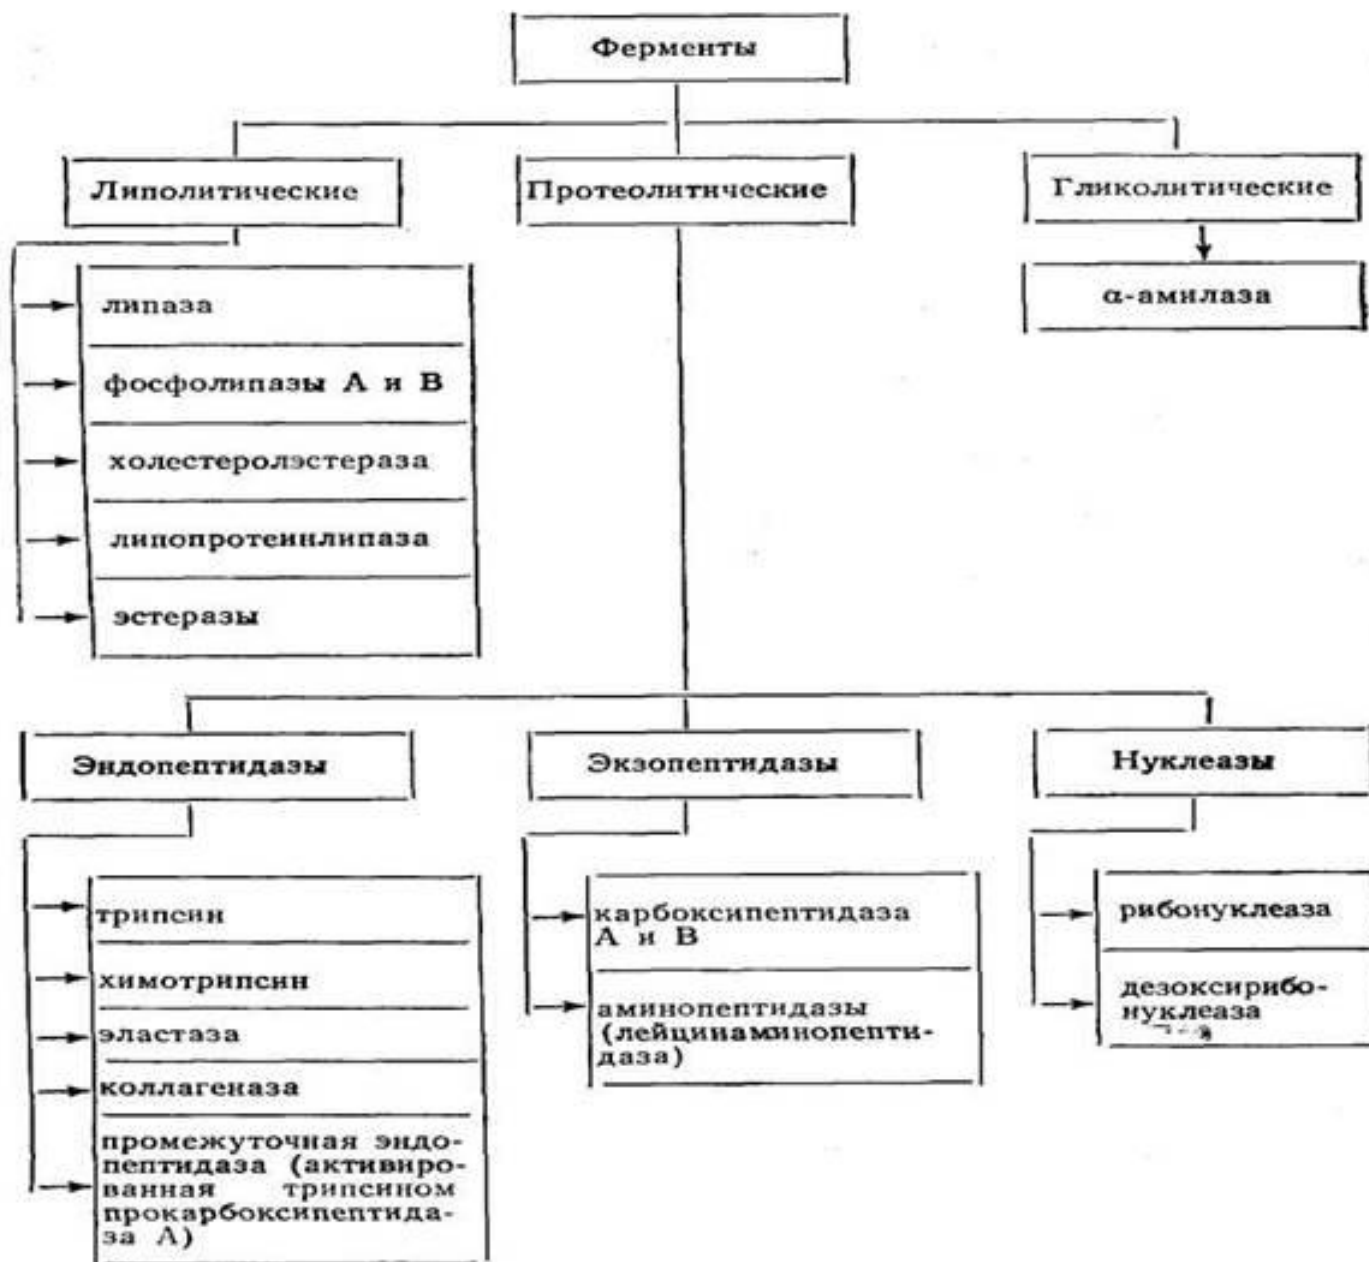 Ферменты
Липолитические
Протеолитические
Гликолитические
α-амилаза
липаза
фосфолипазы А и В
холестеролэстераза
липопротеинлипаза
эстеразы
Эндопептидазы
Экзопептидазы
Нуклеазы
трипсин
химотрипсин
эластаза
коллагеназа
промежуточная эндо-
пептидаза (активиро-
ванная трипсином
прокарбоксипептида-
за А)
карбоксипептидаза
А и В
аминопептидазы
(лейцинаминопепти-
даза)
рибонуклеаза
дезоксирибо-
нуклеаза